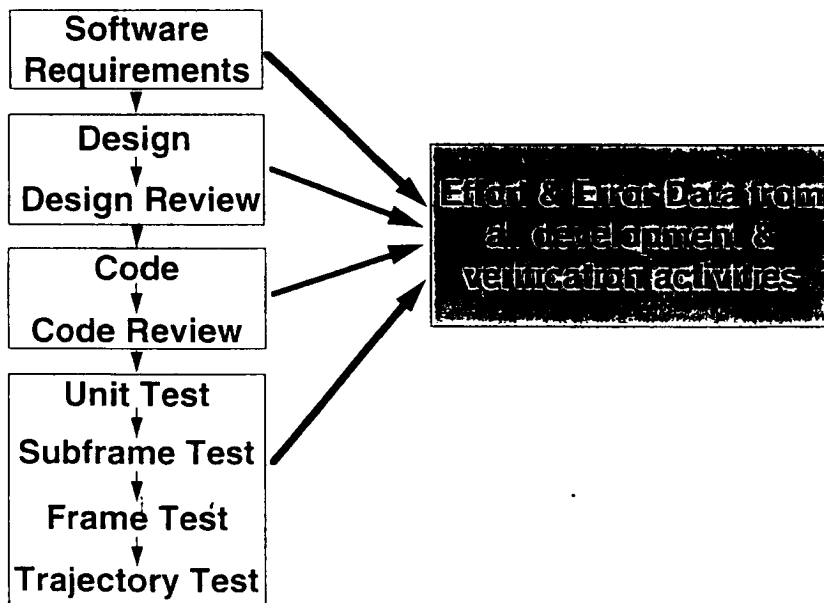 Software
Requirements
Design
Design Review
Code
Code Review
Unit Test
Subframe Test
Frame Test
Trajectory Test
Effort & Error Data from
all development &
verification activities